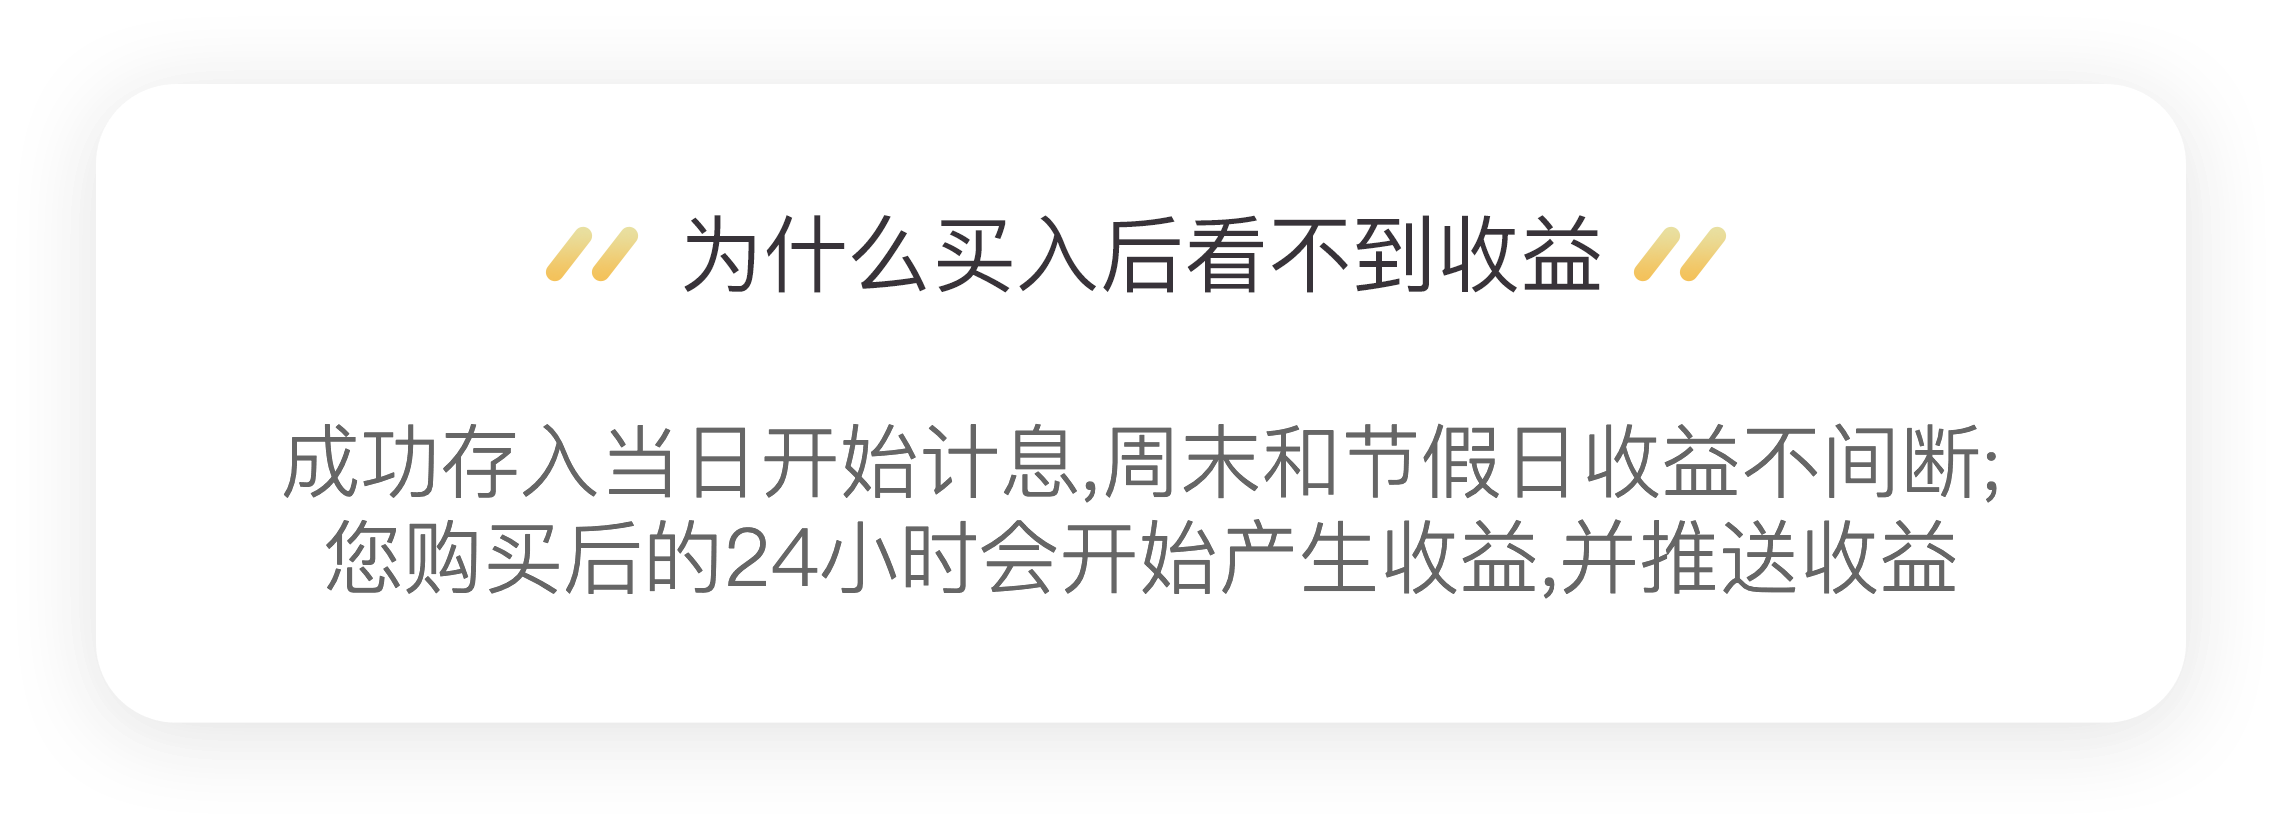 为什么买入后看不到收益
成功存入当日开始计息,周末和节假日收益不间断;
您购买后的24小时会开始产生收益,并推送收益